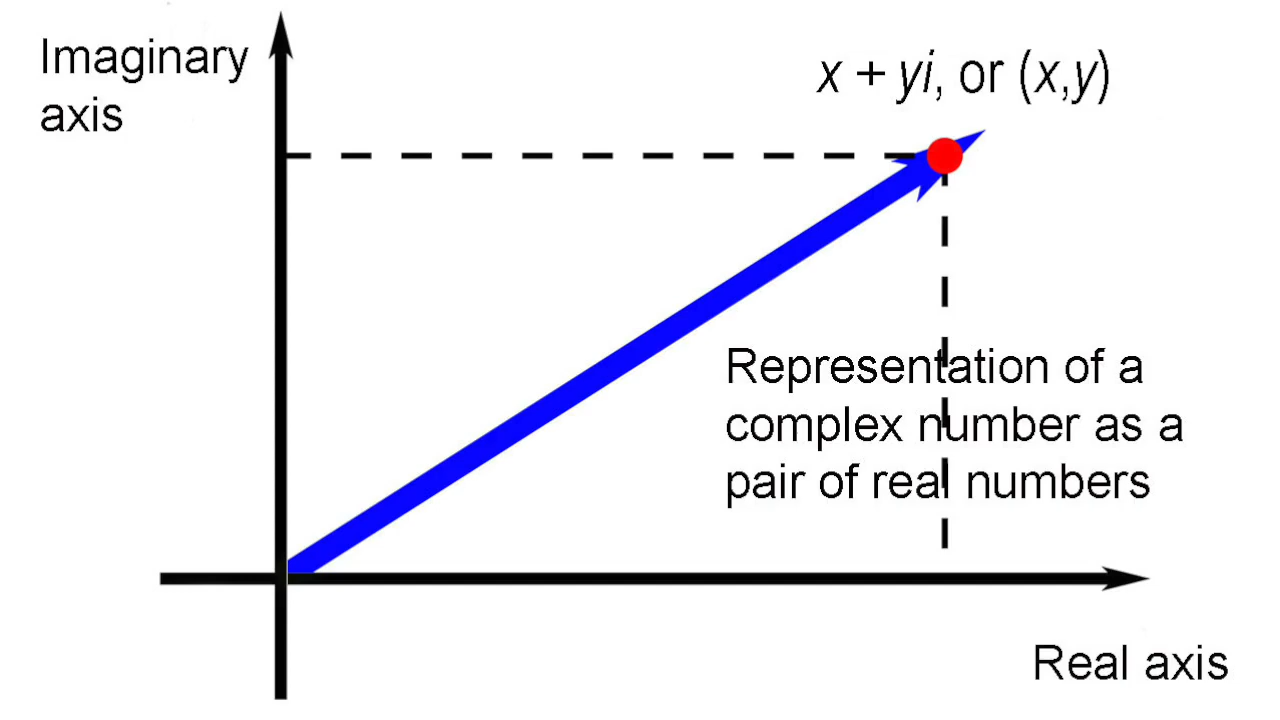 Imaginary
axis
x + yi, or (x,y)
Representation of a
complex number as a
pair of real numbers
Real axis